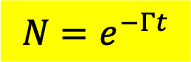 N = e^{-Γt}